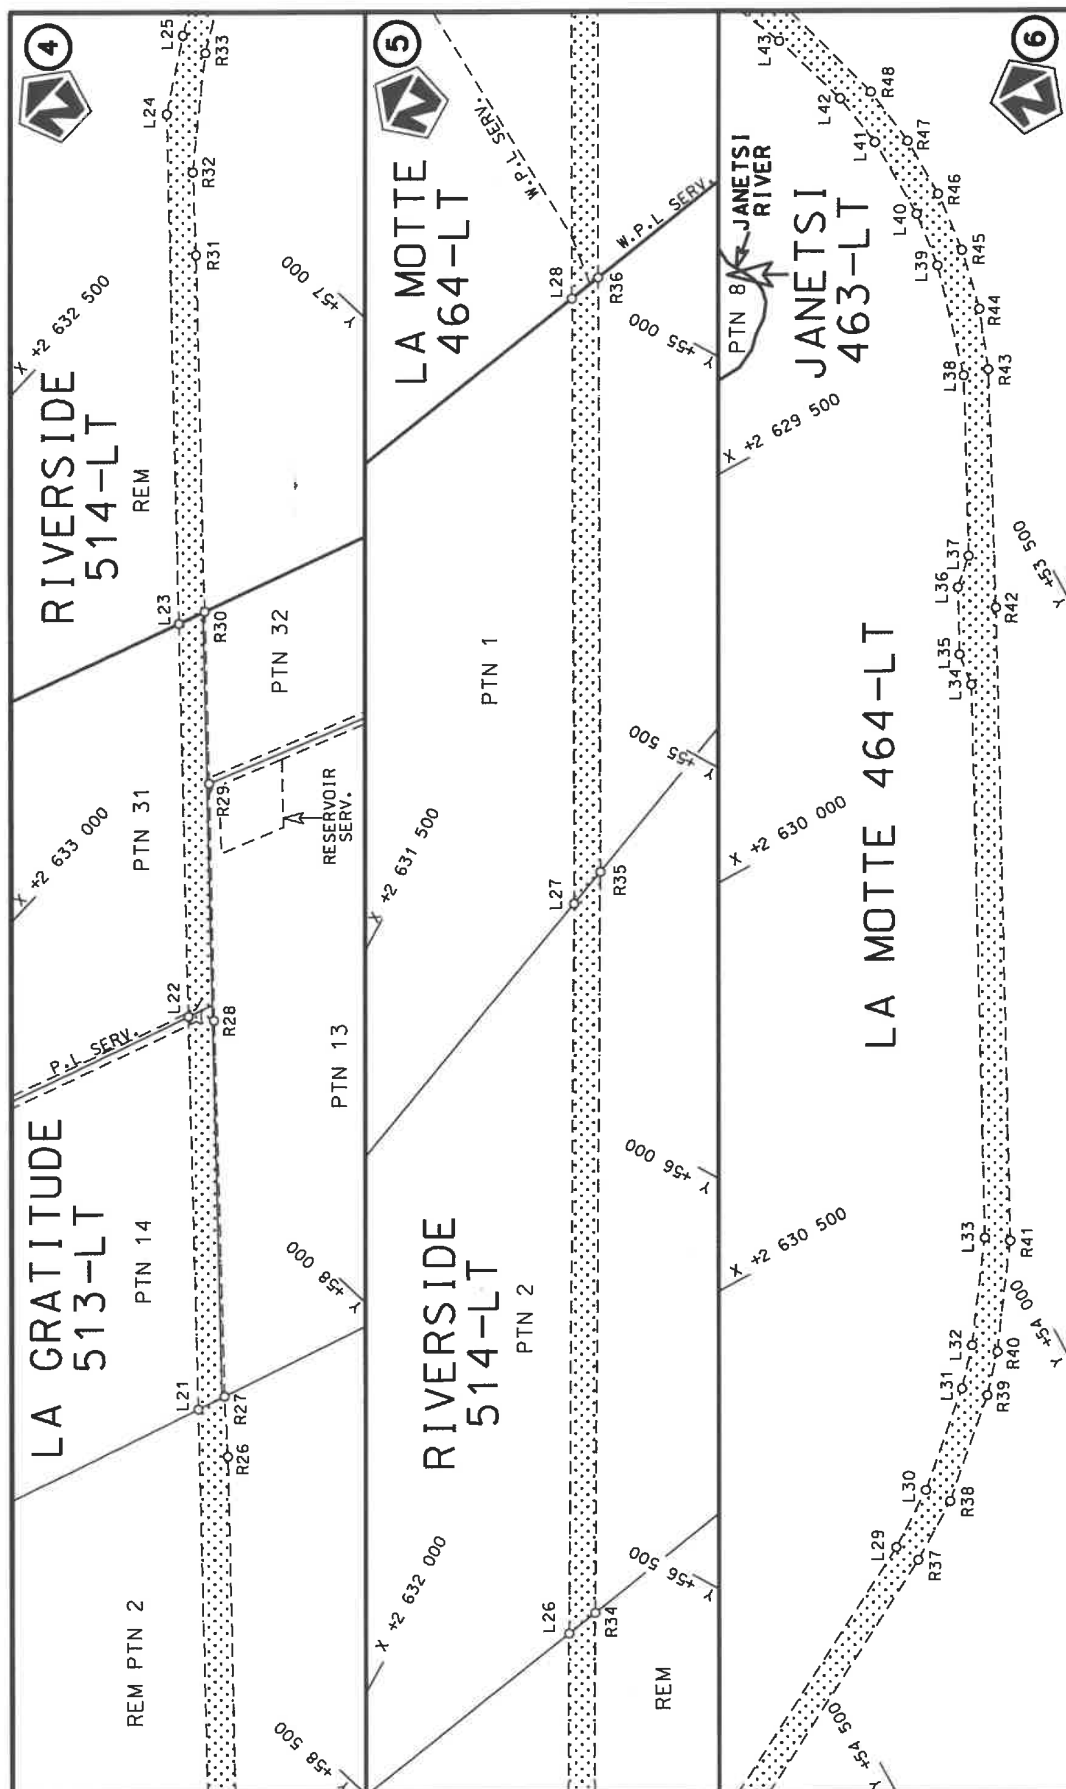 4
L25
R33
L24
R32
R31
X +2 632 500
Y +57 000
RIVERSIDE
514-LT
REM
L23
R30
PTN 32
PTN 31
X +2 633 000
R29
RESERVOIR
SERV.
L22
R28
P.L SERV.
PTN 13
LA GRATITUDE
513-LT
PTN 14
Y +58 000
L21
R27
R26
REM PTN 2
Y +58 500
5
W.P.L SERV.
LA MOTTE
464-LT
W.P.L SERV.
L28
R36
Y +55 000
PTN 1
Y +55 500
X +2 631 500
L27
R35
Y +56 000
RIVERSIDE
514-LT
PTN 2
X +2 632 000
Y +56 500
L26
R34
REM
6
L43
R48
L42
R47
L41
R46
L40
R45
L39
R44
L38
R43
JANETSI
RIVER
PTN 8
JANETSI
463-LT
X +2 629 500
L37
L36
R42
Y +53 500
L35
L34
LA MOTTE 464-LT
X +2 630 000
X +2 630 500
L33
R41
L32
R40
Y +54 000
L31
R39
L30
R38
L29
R37
Y +54 500